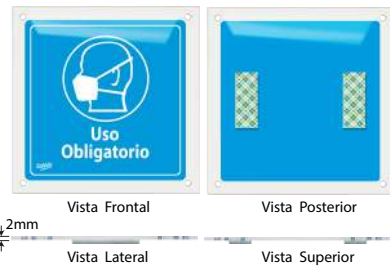 Uso
Obligatorio
Vista Frontal
Vista Posterior
2mm
Vista Lateral
Vista Superior